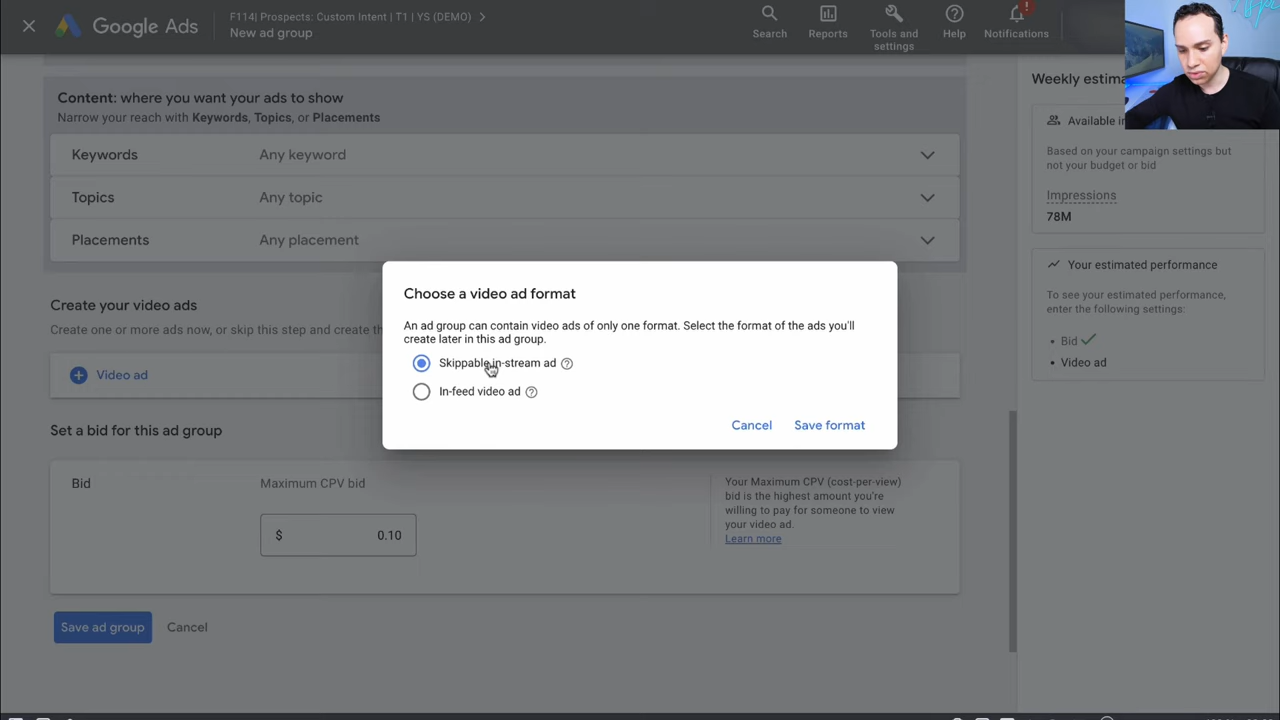 Google Ads
F114| Prospects: Custom Intent | T1 | YS (DEMO)
New ad group
Search
Reports
Tools and
settings
Help
!
Notifications
Content: where you want your ads to show
Narrow your reach with Keywords, Topics, or Placements
Keywords
Any keyword
Topics
Any topic
Placements
Any placement
Create your video ads
Create one or more ads now, or skip this step and create th
Video ad
Choose a video ad format
An ad group can contain video ads of only one format. Select the format of the ads you'll
create later in this ad group.
Skippable in-stream ad
In-feed video ad
Cancel
Save format
Set a bid for this ad group
Bid
Maximum CPV bid
$ 0.10
Your Maximum CPV (cost-per-view)
bid is the highest amount you're
willing to pay for someone to view
your video ad.
Learn more
Save ad group
Cancel
Weekly estima
Available i
Based on your campaign settings but
not your budget or bid
Impressions
78M
Your estimated performance
To see your estimated performance,
enter the following settings:
• Bid
• Video ad